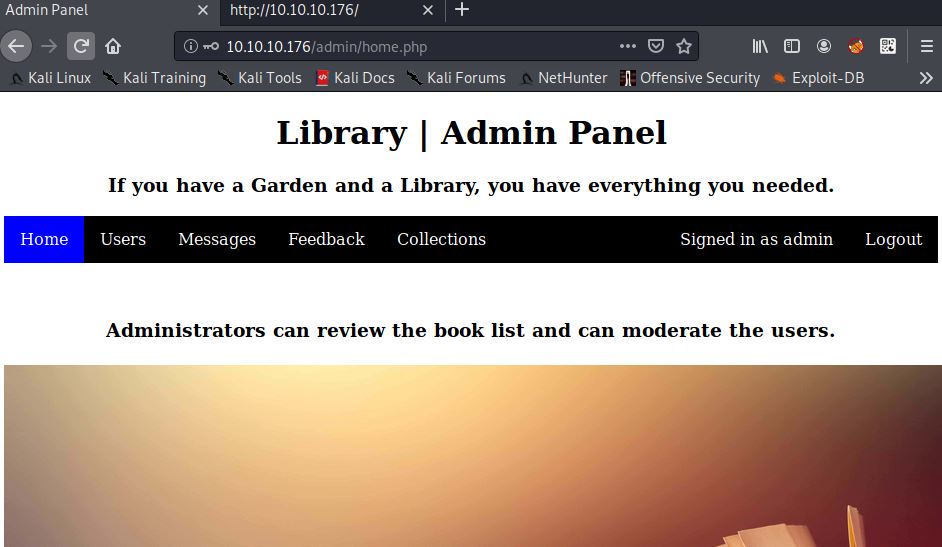 Admin Panel
http://10.10.10.176/
10.10.10.176/admin/home.php
Kali Linux Kali Training Kali Tools Kali Docs Kali Forums NetHunter Offensive Security Exploit-DB
Library | Admin Panel
If you have a Garden and a Library, you have everything you needed.
Home Users Messages Feedback Collections Signed in as admin Logout
Administrators can review the book list and can moderate the users.